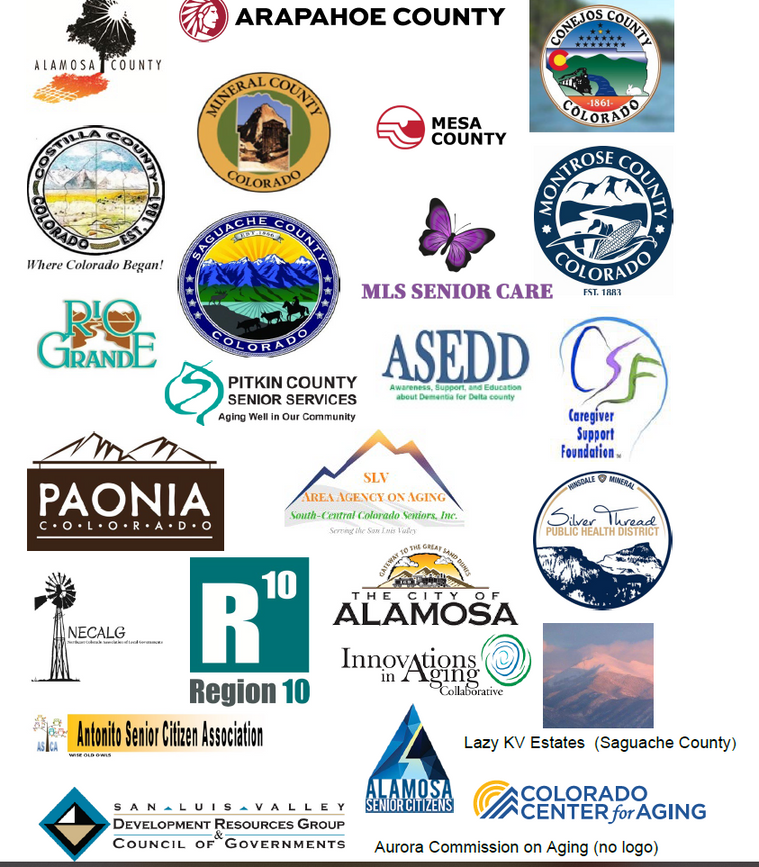 ALAMOSA COUNTY
ARAPAHOE COUNTY
CONEJOS COUNTY
-1861-
COLORADO
MINERAL COUNTY
COLORADO
MESA
COUNTY
COSTILLA COUNTY
COLORADO EST. 1861
Where Colorado Began!
MONTROSE COUNTY
COLORADO
EST. 1883
SAGUACHE COUNTY
EST 1866
COLORADO
MLS SENIOR CARE
RIO
GRANDE
ASEDD
Awareness, Support, and Education
about Dementia for Delta county
CSF
Caregiver
Support
Foundation
PITKIN COUNTY
SENIOR SERVICES
Aging Well in Our Community
PAONIA
C·O·L·O·R·A·D·O
SLV
AREA AGENCY ON AGING
South-Central Colorado Seniors, Inc.
Serving the San Luis Valley
HINSDALE MINERAL
Silver Thread
PUBLIC HEALTH DISTRICT
NECALG
Northeast Colorado Association of Local Governments
R10
Region 10
GATEWAY TO THE GREAT SAND DUNES
THE CITY OF
ALAMOSA
InnovAtions
in Aging
Collaborative
Lazy KV Estates (Saguache County)
ASCA
Antonito Senior Citizen Association
WISE OLD OWLS
ALAMOSA
SENIOR CITIZENS
COLORADO
CENTER for AGING
SAN LUIS VALLEY
DEVELOPMENT RESOURCES GROUP
&
COUNCIL OF GOVERNMENTS
Aurora Commission on Aging (no logo)